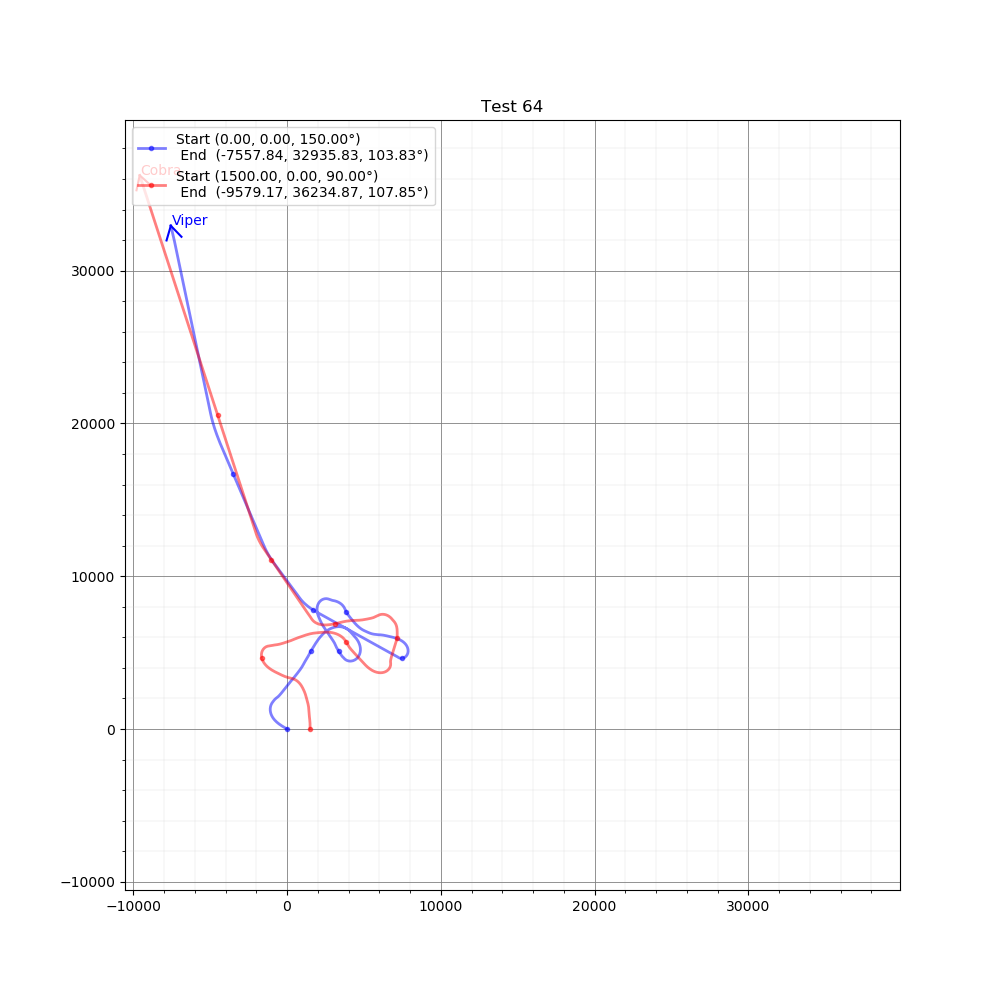 Test 64
Start (0.00, 0.00, 150.00°)
End (-7557.84, 32935.83, 103.83°)
Start (1500.00, 0.00, 90.00°)
End (-9579.17, 36234.87, 107.85°)
Cobra
Viper
30000
20000
10000
0
−10000
−10000 0 10000 20000 30000